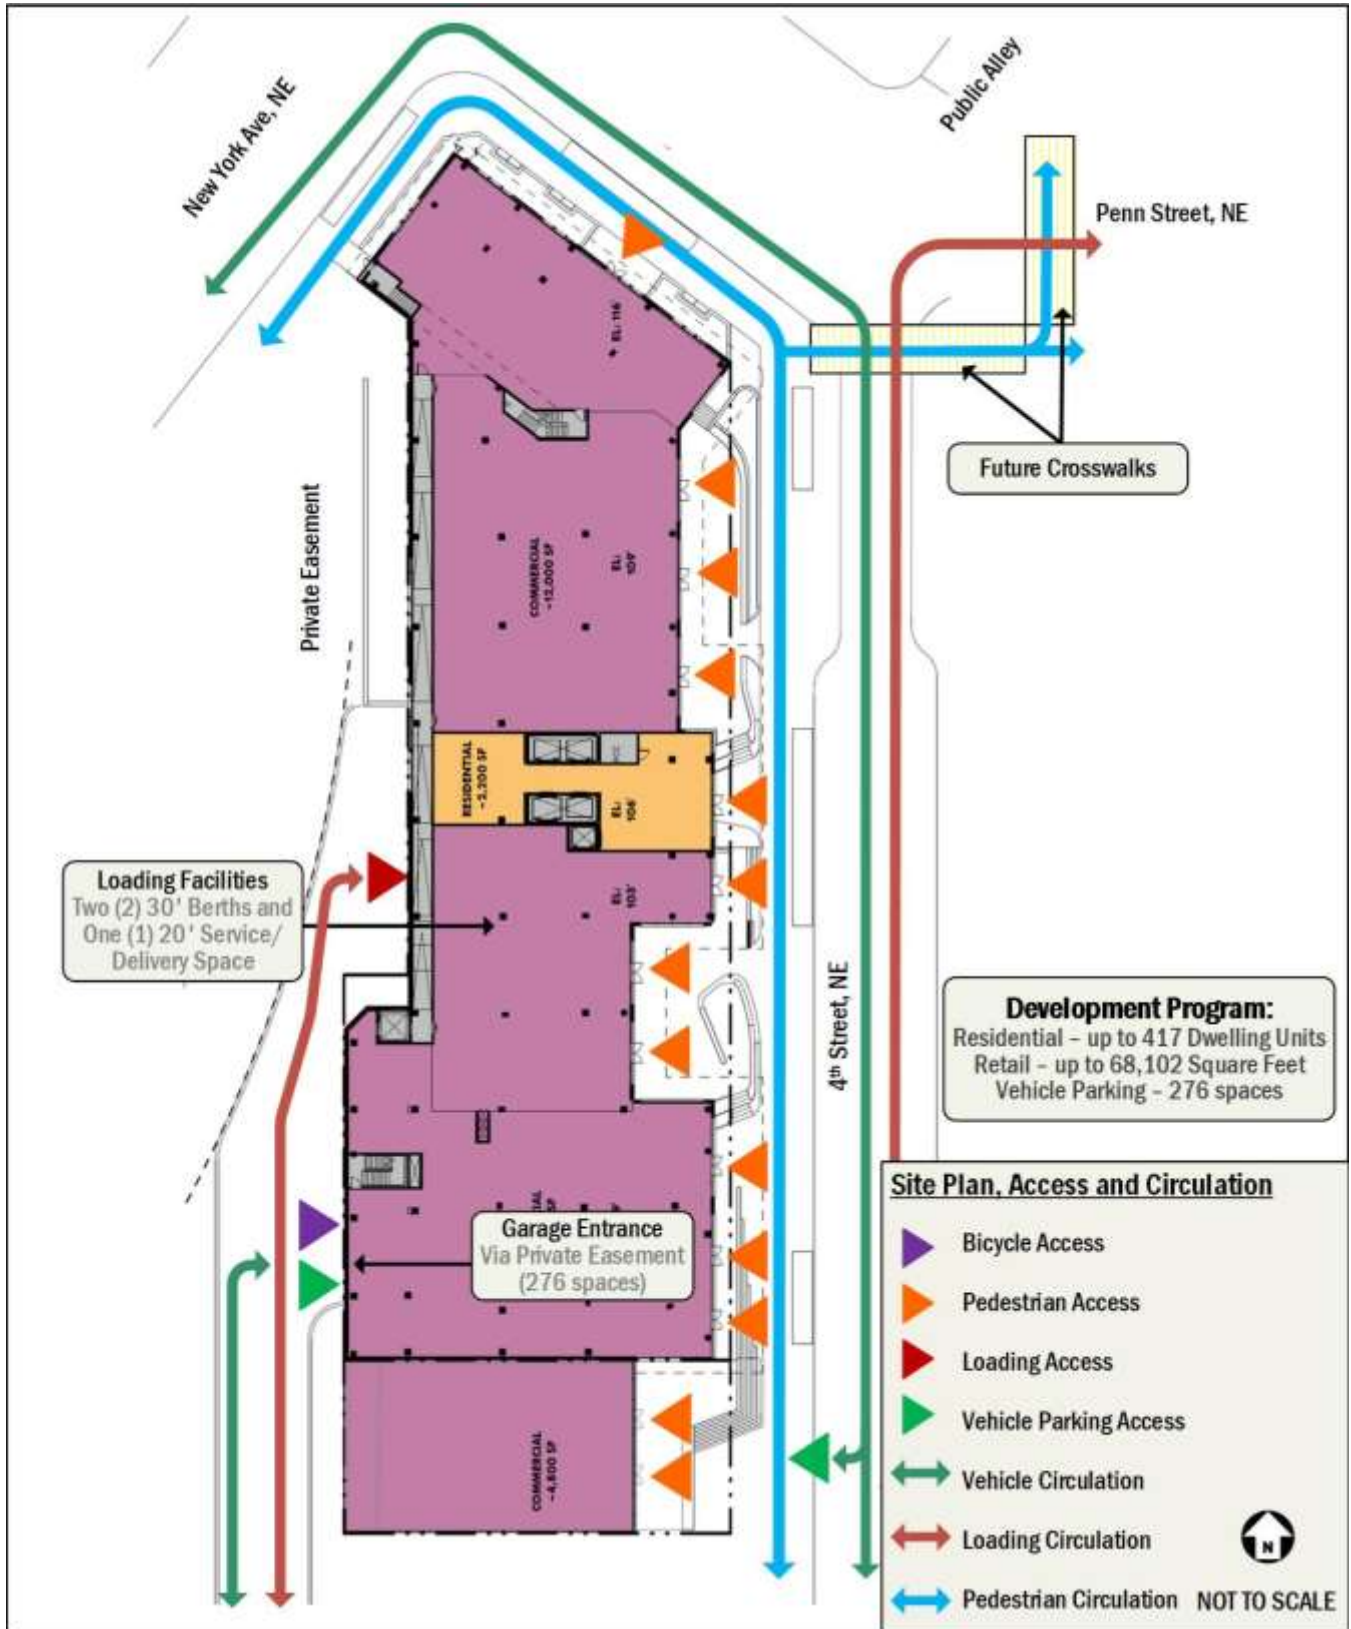 New York Ave, NE
Public Alley
Penn Street, NE
EL: 116'
Future Crosswalks
Private Easement
COMMERCIAL
~12,000 SF
EL:
109'
RESIDENTIAL
~2,200 SF
EL:
106'
Loading Facilities
Two (2) 30' Berths and
One (1) 20' Service/
Delivery Space
EL:
103'
4th Street, NE
Development Program:
Residential – up to 417 Dwelling Units
Retail – up to 68,102 Square Feet
Vehicle Parking – 276 spaces
Garage Entrance
Via Private Easement
(276 spaces)
COMMERCIAL
~4,800 SF
Site Plan, Access and Circulation
Bicycle Access
Pedestrian Access
Loading Access
Vehicle Parking Access
Vehicle Circulation
Loading Circulation
Pedestrian Circulation
N
NOT TO SCALE